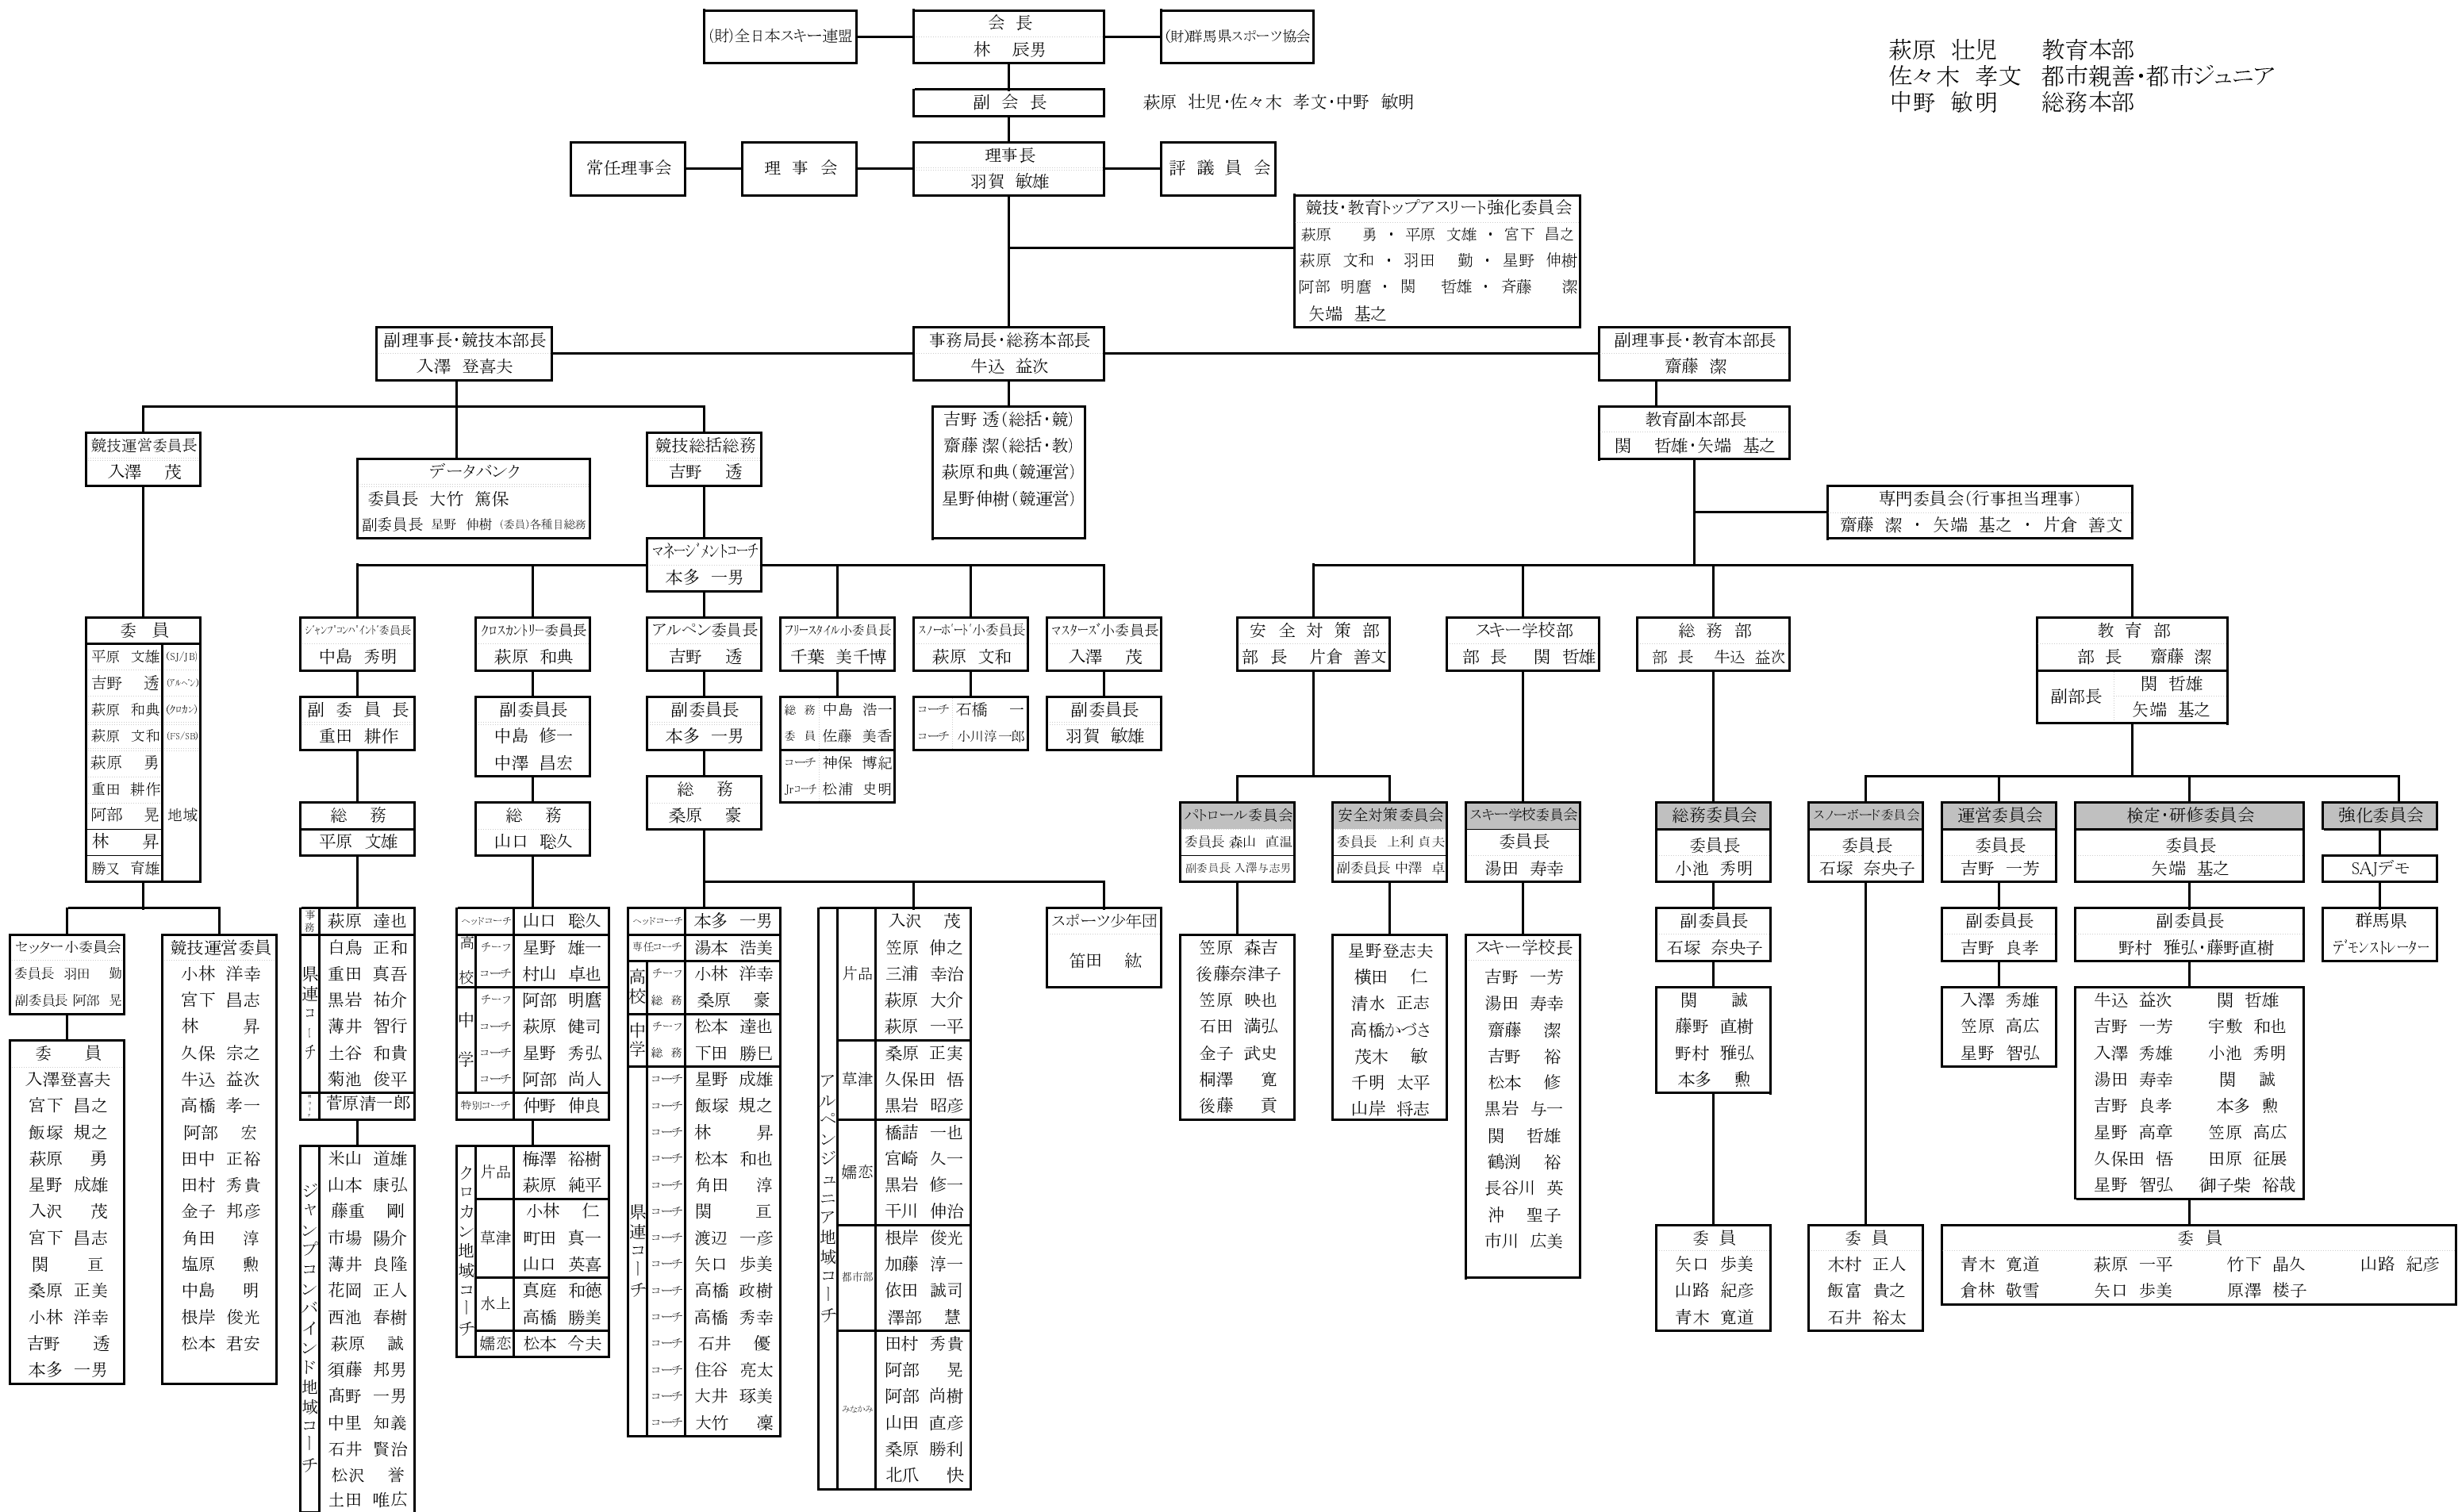 (財)全日本スキー連盟
会 長
林 辰男
(財)群馬県スポーツ協会
萩原 壮児 教育本部
佐々木 孝文 都市親善・都市ジュニア
中野 敏明 総務本部
副 会 長
萩原 壮児・佐々木 孝文・中野 敏明
常任理事会
理 事 会
理事長
羽賀 敏雄
評 議 員 会
競技・教育トップアスリート強化委員会
萩原 勇 ・ 平原 文雄 ・ 宮下 昌之
萩原 文和 ・ 羽田 勤 ・ 星野 伸樹
阿部 明麿 ・ 関 哲雄 ・ 斉藤 潔
矢端 基之
副理事長・競技本部長
入澤 登喜夫
事務局長・総務本部長
牛込 益次
副理事長・教育本部長
齋藤 潔
競技運営委員長
入澤 茂
データバンク
委員長 大竹 篤保
副委員長 星野 伸樹 (委員)各種目総務
競技総括総務
吉野 透
吉野 透(総括・競)
齋藤 潔(総括・教)
萩原和典(競運営)
星野伸樹(競運営)
教育副本部長
関 哲雄・矢端 基之
専門委員会(行事担当理事)
齋藤 潔 ・ 矢端 基之 ・ 片倉 善文
マネージメントコーチ
本多 一男
委 員
平原 文雄 (SJ/JB)
吉野 透 (アルペン)
萩原 和典 (クロカン)
萩原 文和 (FS/SB)
萩原 勇
重田 耕作
阿部 晃
林 昇
勝又 育雄
地域
ジャンプコンバインド委員長
中島 秀明
副 委 員 長
重田 耕作
総 務
平原 文雄
クロスカントリー委員長
萩原 和典
副委員長
中島 修一
中澤 昌宏
総 務
山口 聡久
アルペン委員長
吉野 透
副委員長
本多 一男
総 務
桑原 豪
フリースタイル小委員長
千葉 美千博
総 務 中島 浩一
委 員 佐藤 美香
コーチ 神保 博紀
Jrコーチ 松浦 史明
スノーボード小委員長
萩原 文和
コーチ 石橋 一
コーチ 小川淳一郎
マスターズ小委員長
入澤 茂
副委員長
羽賀 敏雄
安 全 対 策 部
部 長 片倉 善文
スキー学校部
部 長 関 哲雄
総 務 部
部 長 牛込 益次
教 育 部
部 長 齋藤 潔
副部長
関 哲雄
矢端 基之
セッター小委員会
委員長 羽田 勤
副委員長 阿部 晃
委 員
入澤登喜夫
宮下 昌之
飯塚 規之
萩原 勇
星野 成雄
入沢 茂
宮下 昌志
関 亘
桑原 正美
小林 洋幸
吉野 透
本多 一男
競技運営委員
小林 洋幸
宮下 昌志
林 昇
久保 宗之
牛込 益次
高橋 孝一
阿部 宏
田中 正裕
田村 秀貴
金子 邦彦
角田 淳
塩原 勲
中島 明
根岸 俊光
松本 君安
事務
萩原 達也
県連コーチ
白鳥 正和
重田 真吾
黒岩 祐介
薄井 智行
土谷 和貴
菊池 俊平
菅原清一郎
ジャンプコンバインド地域コーチ
米山 道雄
山本 康弘
藤重 剛
市場 陽介
薄井 良隆
花岡 正人
西池 春樹
萩原 誠
須藤 邦男
髙野 一男
中里 知義
石井 賢治
松沢 誉
土田 唯広
ヘッドコーチ 山口 聡久
高校
チーフ 星野 雄一
コーチ 村山 卓也
中学
チーフ 阿部 明麿
コーチ 萩原 健司
コーチ 星野 秀弘
コーチ 阿部 尚人
特別コーチ 仲野 伸良
クロカン地域コーチ
片品
梅澤 裕樹
萩原 純平
草津
小林 仁
町田 真一
山口 英喜
水上
真庭 和徳
高橋 勝美
嬬恋
松本 今夫
ヘッドコーチ 本多 一男
専任コーチ 湯本 浩美
高校
チーフ 小林 洋幸
総 務 桑原 豪
中学
チーフ 松本 達也
総 務 下田 勝巳
県連コーチ
コーチ 星野 成雄
コーチ 飯塚 規之
コーチ 林 昇
コーチ 松本 和也
コーチ 角田 淳
コーチ 関 亘
コーチ 渡辺 一彦
コーチ 矢口 歩美
コーチ 高橋 政樹
コーチ 高橋 秀幸
コーチ 石井 優
コーチ 住谷 亮太
コーチ 大井 琢美
コーチ 大竹 凜
アルペンジュニア地域コーチ
片品
入沢 茂
笠原 伸之
三浦 幸治
萩原 大介
萩原 一平
草津
桑原 正実
久保田 悟
黒岩 昭彦
嬬恋
橋詰 一也
宮崎 久一
黒岩 修一
干川 伸治
都市部
根岸 俊光
加藤 淳一
依田 誠司
澤部 慧
みなかみ
田村 秀貴
阿部 晃
阿部 尚樹
山田 直彦
桑原 勝利
北爪 快
スポーツ少年団
笛田 紘
パトロール委員会
委員長 森山 直温
副委員長 入澤与志男
笠原 森吉
後藤奈津子
笠原 映也
石田 満弘
金子 武史
桐澤 寛
後藤 貢
安全対策委員会
委員長 上利 貞夫
副委員長 中澤 卓
星野登志夫
横田 仁
清水 正志
高橋かづさ
茂木 敏
千明 太平
山岸 将志
スキー学校委員会
委員長
湯田 寿幸
スキー学校長
吉野 一芳
湯田 寿幸
齋藤 潔
吉野 裕
松本 修
黒岩 与一
関 哲雄
鶴渕 裕
長谷川 英
沖 聖子
市川 広美
総務委員会
委員長
小池 秀明
副委員長
石塚 奈央子
関 誠
藤野 直樹
野村 雅弘
本多 勲
委 員
矢口 歩美
山路 紀彦
青木 寛道
スノーボード委員会
委員長
石塚 奈央子
委 員
木村 正人
飯富 貴之
石井 裕太
運営委員会
委員長
吉野 一芳
副委員長
吉野 良孝
入澤 秀雄
笠原 高広
星野 智弘
検定・研修委員会
委員長
矢端 基之
副委員長
野村 雅弘・藤野直樹
牛込 益次 関 哲雄
吉野 一芳 宇敷 和也
入澤 秀雄 小池 秀明
湯田 寿幸 関 誠
吉野 良孝 本多 勲
星野 高章 笠原 高広
久保田 悟 田原 征展
星野 智弘 御子柴 裕哉
委 員
青木 寛道 萩原 一平 竹下 晶久 山路 紀彦
倉林 敬雪 矢口 歩美 原澤 楼子
強化委員会
SAJデモ
群馬県
デモンストレーター